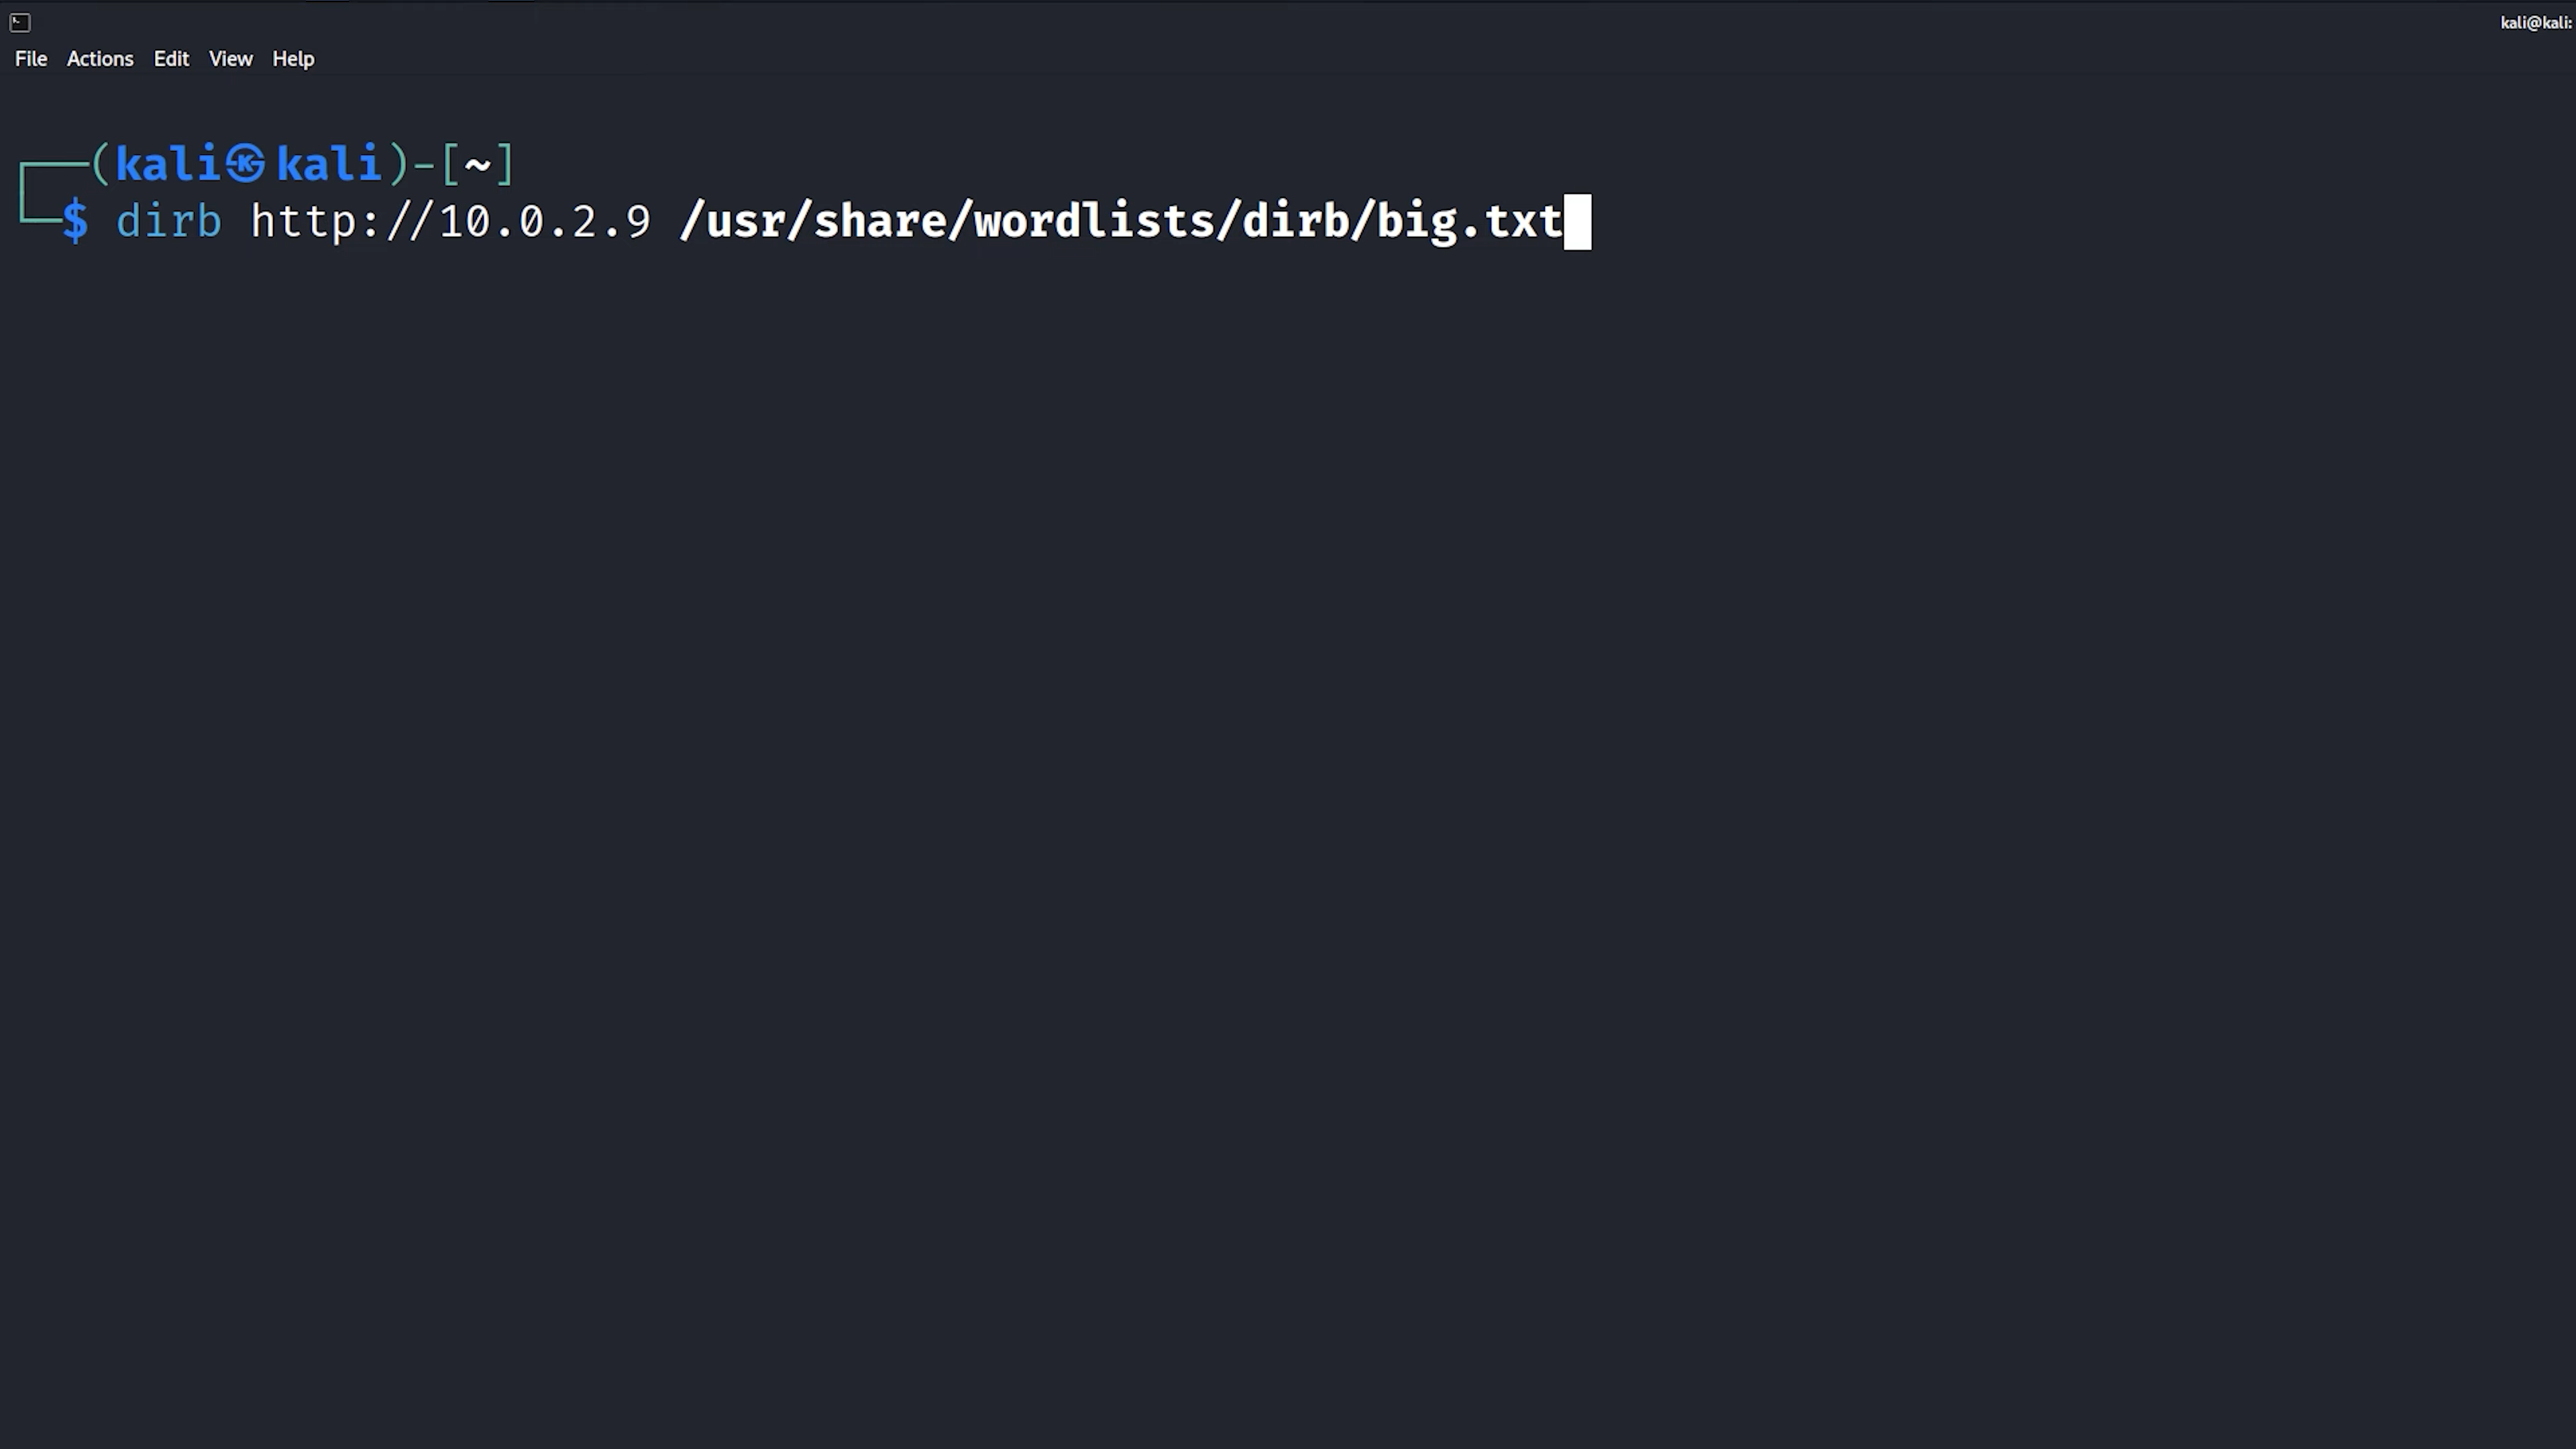 kali@kali:
File Actions Edit View Help
┌──(kali㉿kali)-[~]
└─$ dirb http://10.0.2.9 /usr/share/wordlists/dirb/big.txt